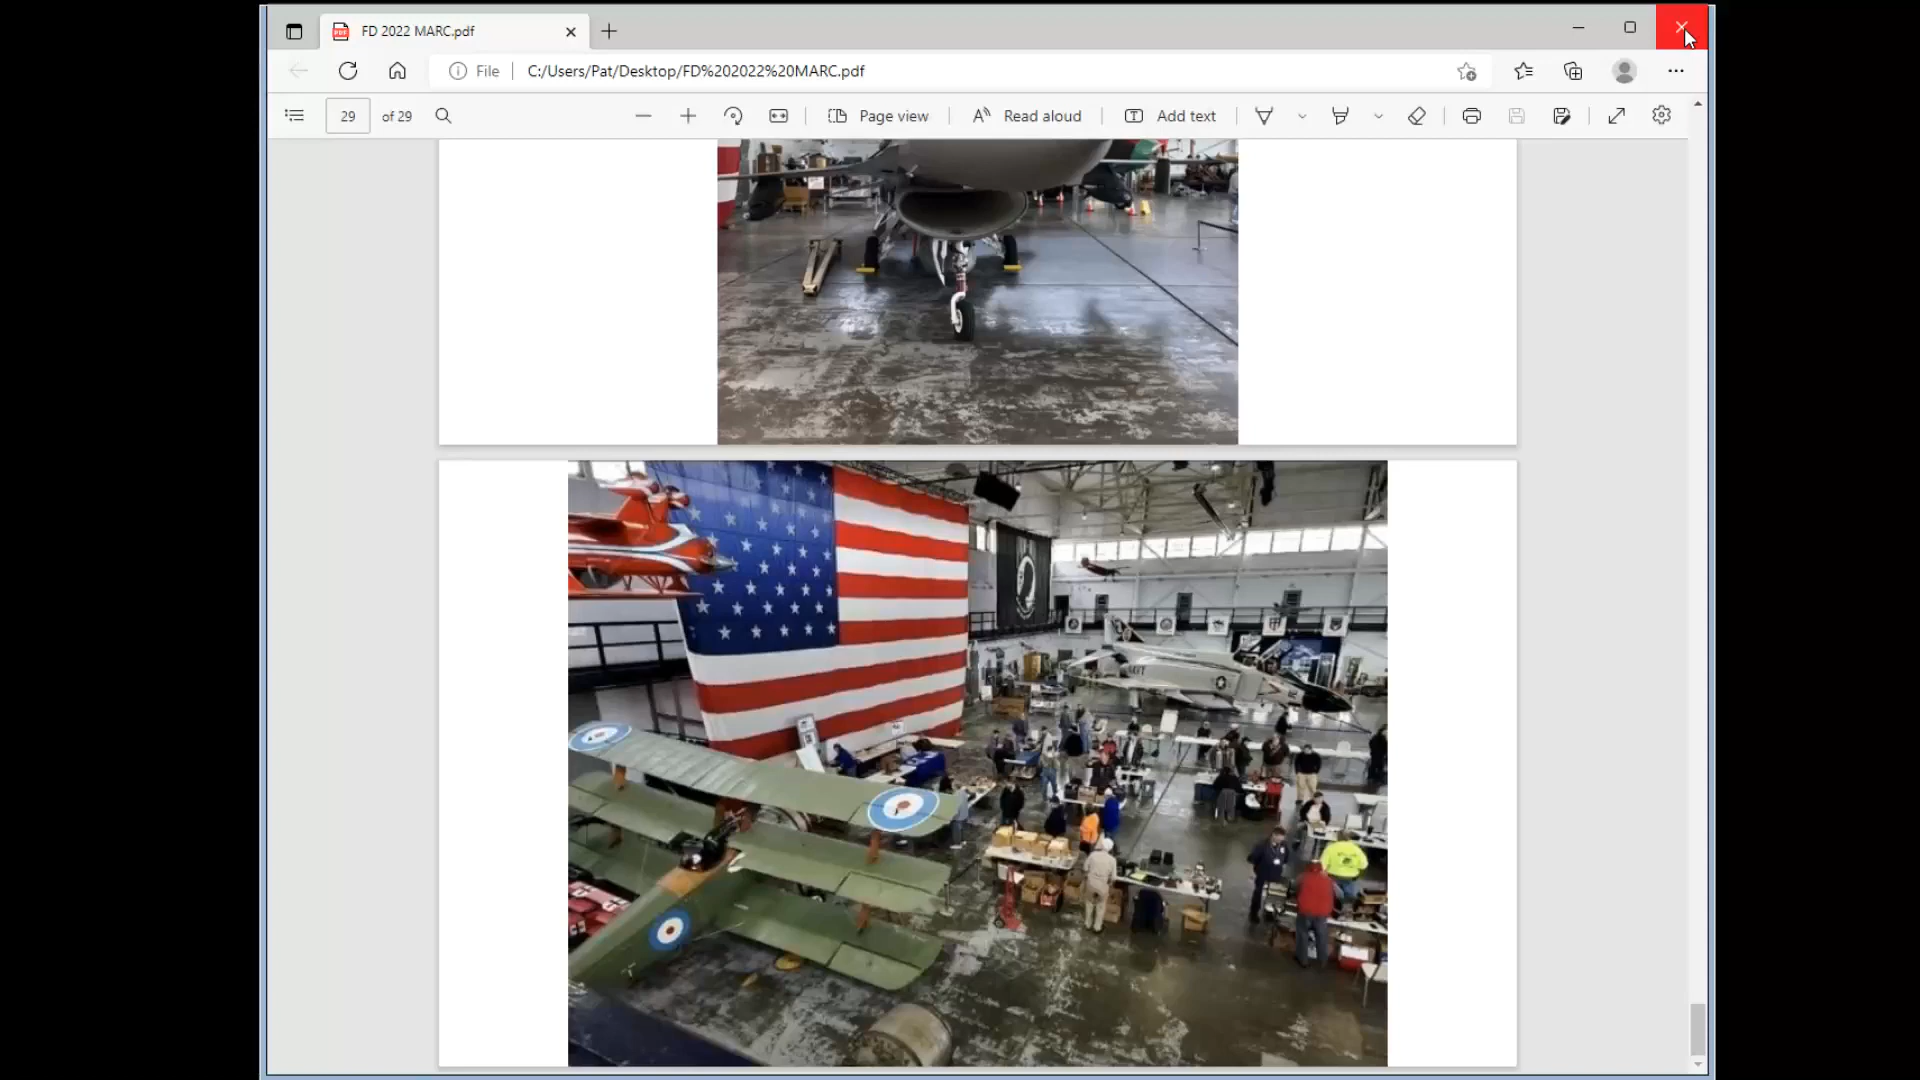 FD 2022 MARC.pdf
File
C:/Users/Pat/Desktop/FD%202022%20MARC.pdf
29 of 29
Page view
Read aloud
Add text